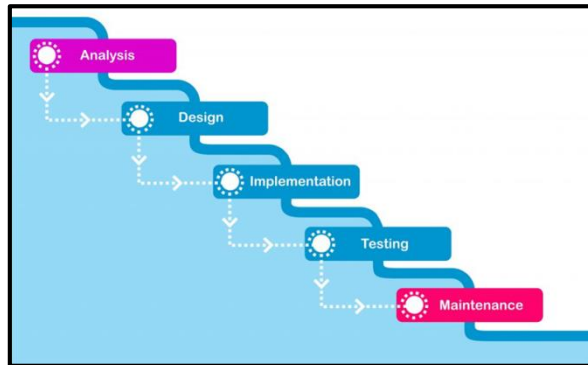 Analysis
Design
Implementation
Testing
Maintenance